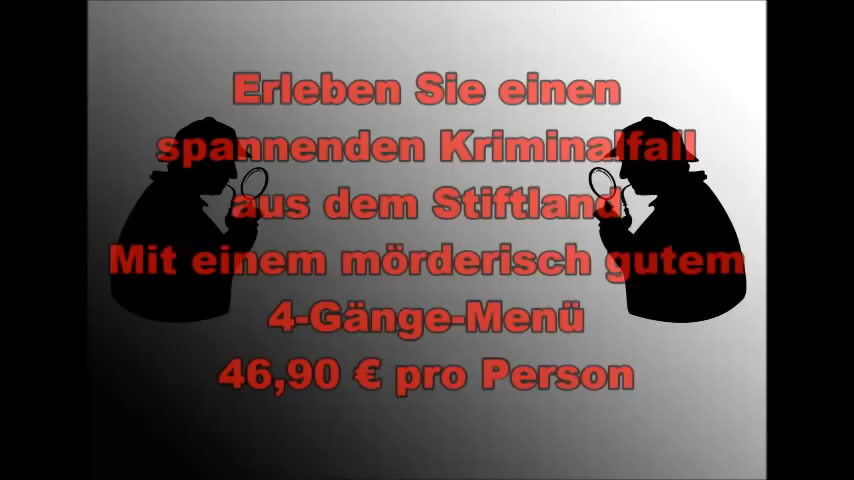 Erleben Sie einen
spannenden Kriminalfall
aus dem Stiftland
Mit einem mörderisch gutem
4-Gänge-Menü
46,90 € pro Person